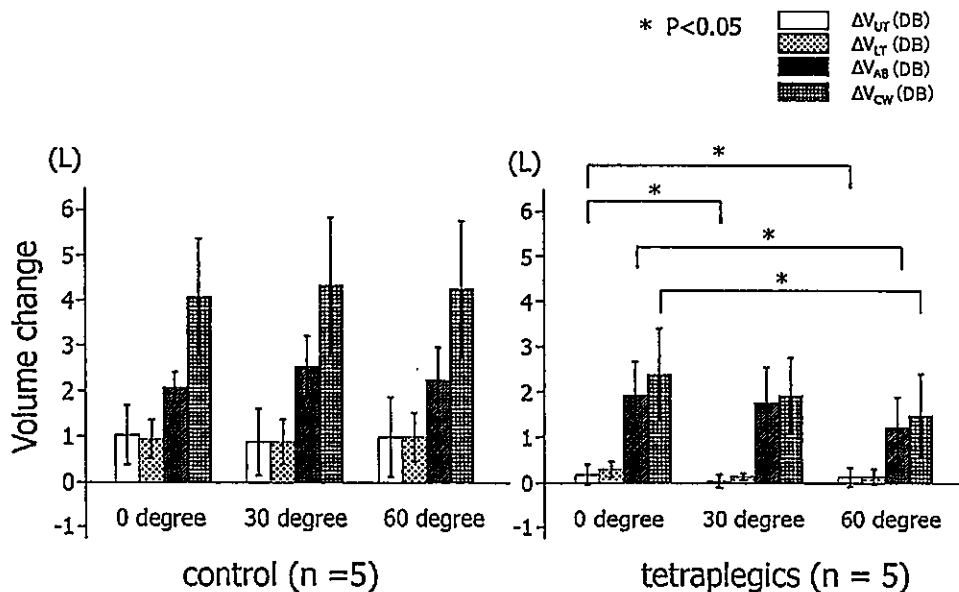 * P<0.05
ΔV_UT (DB)
ΔV_LT (DB)
ΔV_AB (DB)
ΔV_CW (DB)
(L)
Volume change
6
5
4
3
2
1
0
-1
0 degree 30 degree 60 degree
control (n =5)
(L)
6
5
4
3
2
1
0
-1
*
*
*
*
0 degree 30 degree 60 degree
tetraplegics (n = 5)